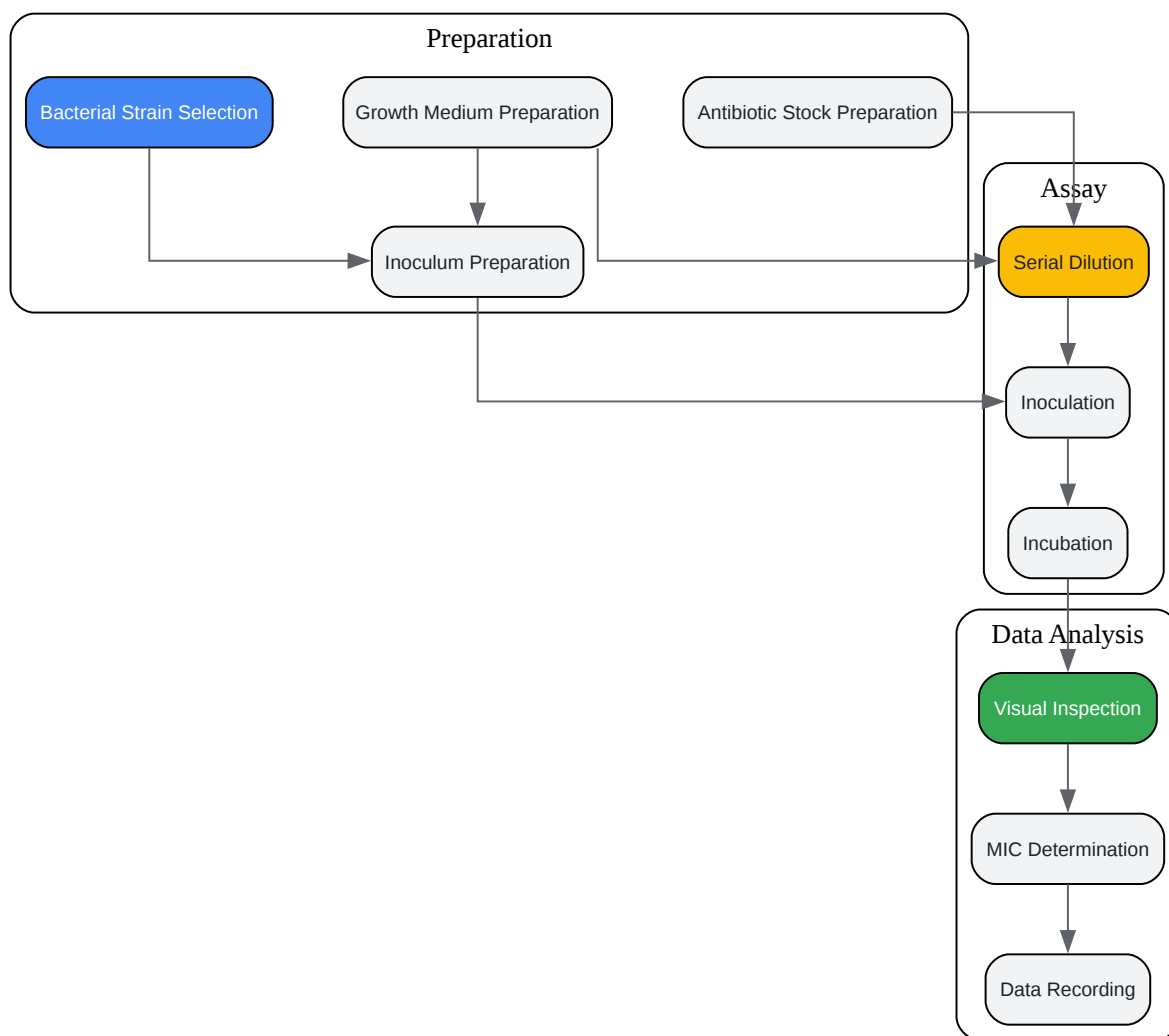 Preparation
Bacterial Strain Selection
Growth Medium Preparation
Antibiotic Stock Preparation
Inoculum Preparation
Assay
Serial Dilution
Inoculation
Incubation
Data Analysis
Visual Inspection
MIC Determination
Data Recording